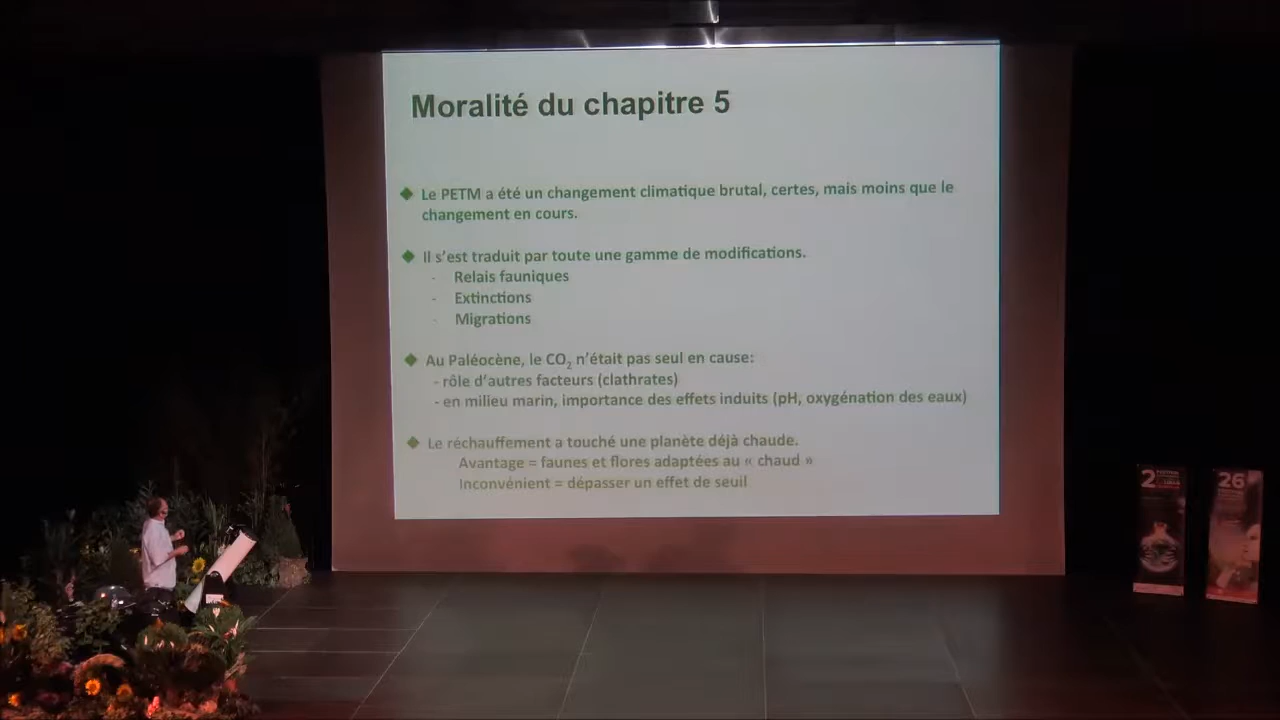 Moralité du chapitre 5
◆ Le PETM a été un changement climatique brutal, certes, mais moins que le
changement en cours.
◆ Il s’est traduit par toute une gamme de modifications.
- Relais fauniques
- Extinctions
- Migrations
◆ Au Paléocène, le CO₂ n’était pas seul en cause:
- rôle d’autres facteurs (clathrates)
- en milieu marin, importance des effets induits (pH, oxygénation des eaux)
◆ Le réchauffement a touché une planète déjà chaude.
Avantage = faunes et flores adaptées au « chaud »
Inconvénient = dépasser un effet de seuil
2
26